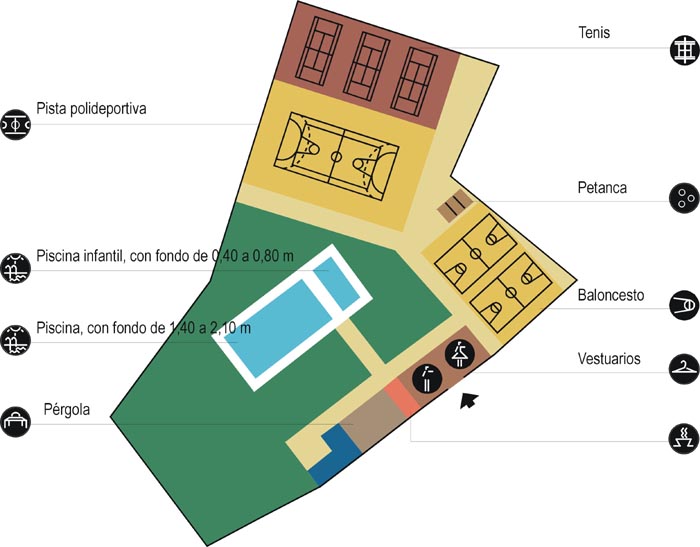 Tenis
Pista polideportiva
Petanca
Piscina infantil, con fondo de 0,40 a 0,80 m
Baloncesto
Piscina, con fondo de 1,40 a 2,10 m
Vestuarios
Pérgola